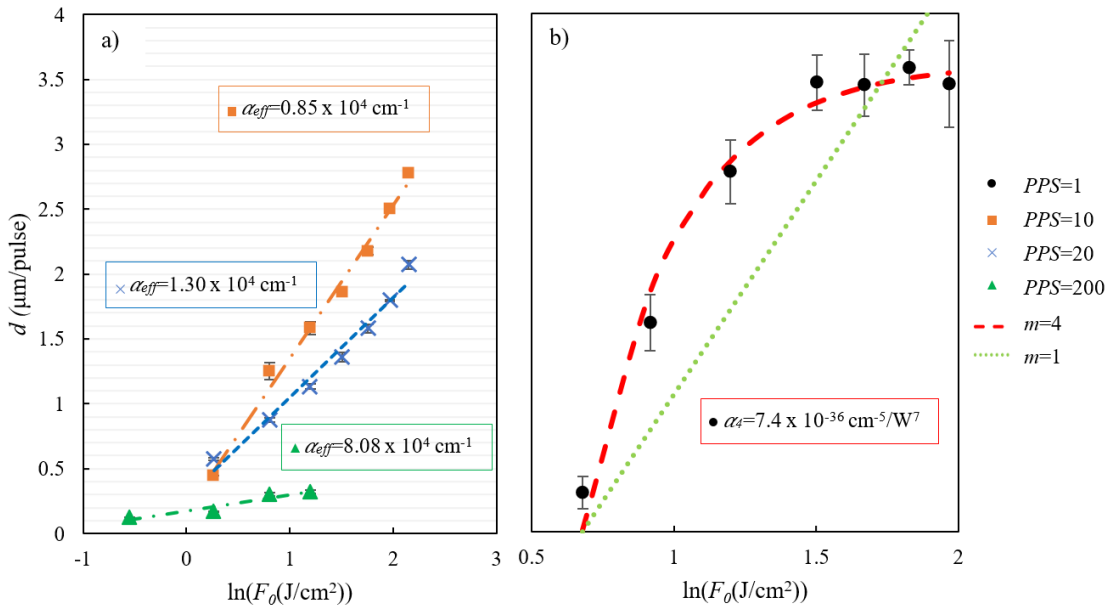 a)
4
3.5
3
2.5
2
1.5
1
0.5
0
d (μm/pulse)
αeff=0.85 x 10⁴ cm⁻¹
αeff=1.30 x 10⁴ cm⁻¹
αeff=8.08 x 10⁴ cm⁻¹
-1 0 1 2 3
ln(F₀(J/cm²))
b)
α₄=7.4 x 10⁻³⁶ cm⁻⁵/W⁷
0.5 1 1.5 2
ln(F₀(J/cm²))
PPS=1
PPS=10
PPS=20
PPS=200
m=4
m=1